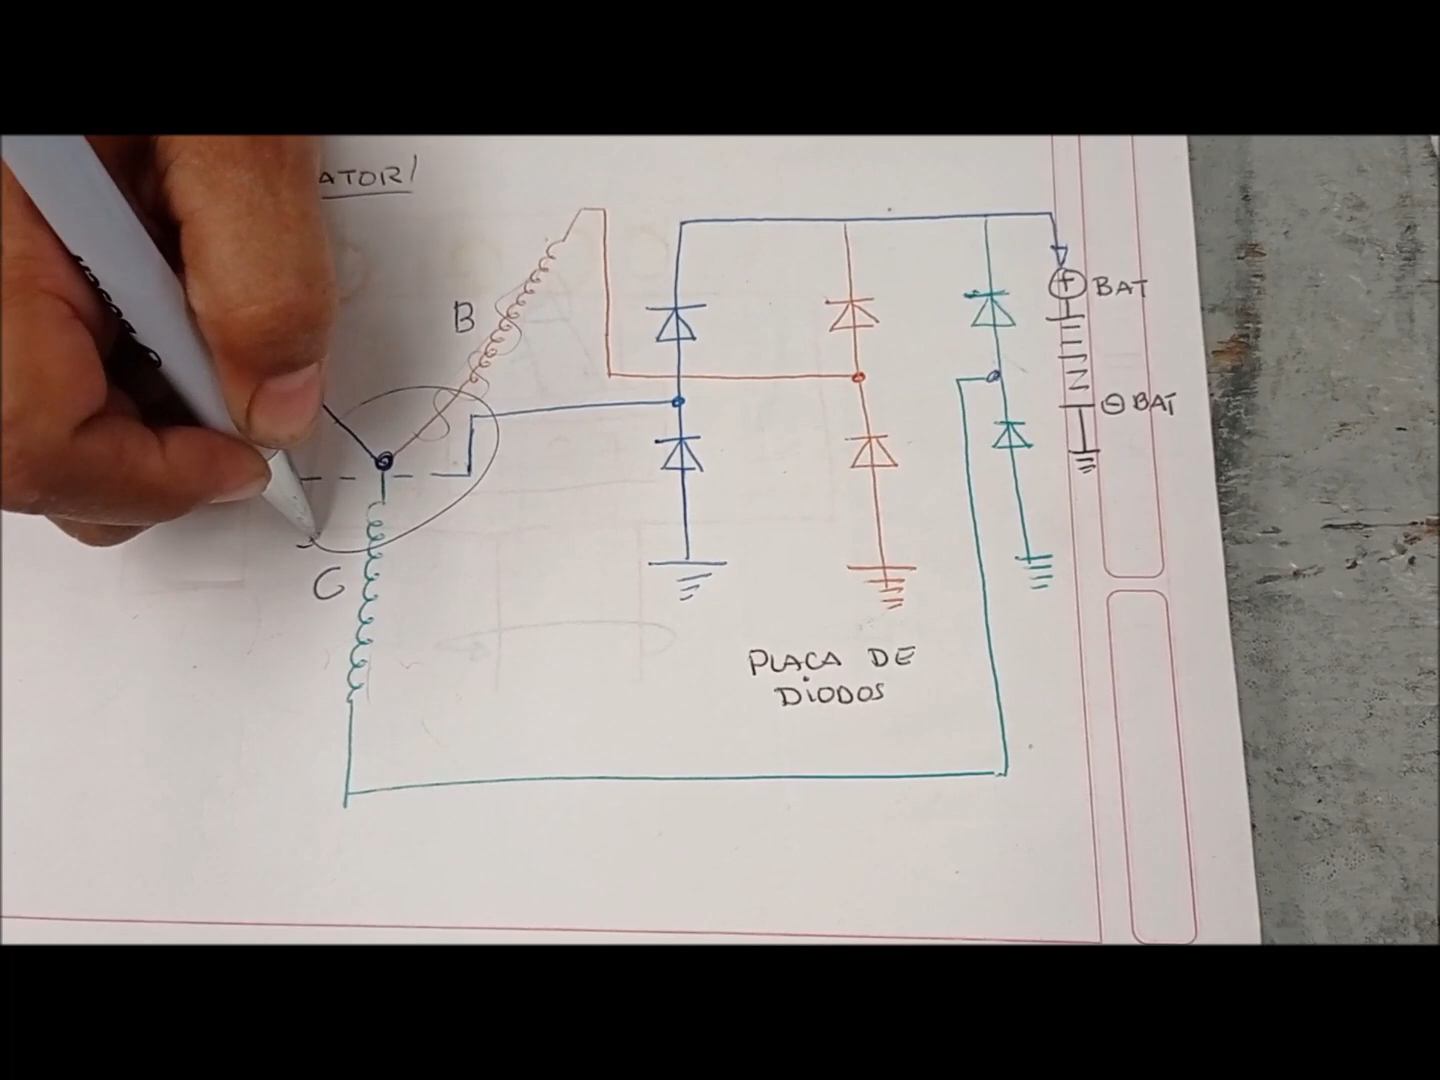 ATOR/
B
+ BAT
⊖ BAT
C
PLACA DE
DIODOS